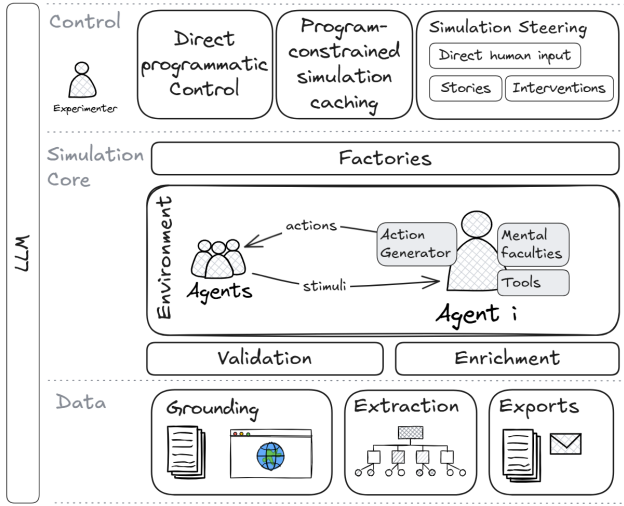 LLM
Control
Experimenter
Direct
programmatic
Control
Program-
constrained
simulation
caching
Simulation Steering
Direct human input
Stories
Interventions
Simulation
Core
Factories
Environment
Agents
actions
stimuli
Action
Generator
Mental
faculties
Tools
Agent i
Validation
Enrichment
Data
Grounding
Extraction
Exports